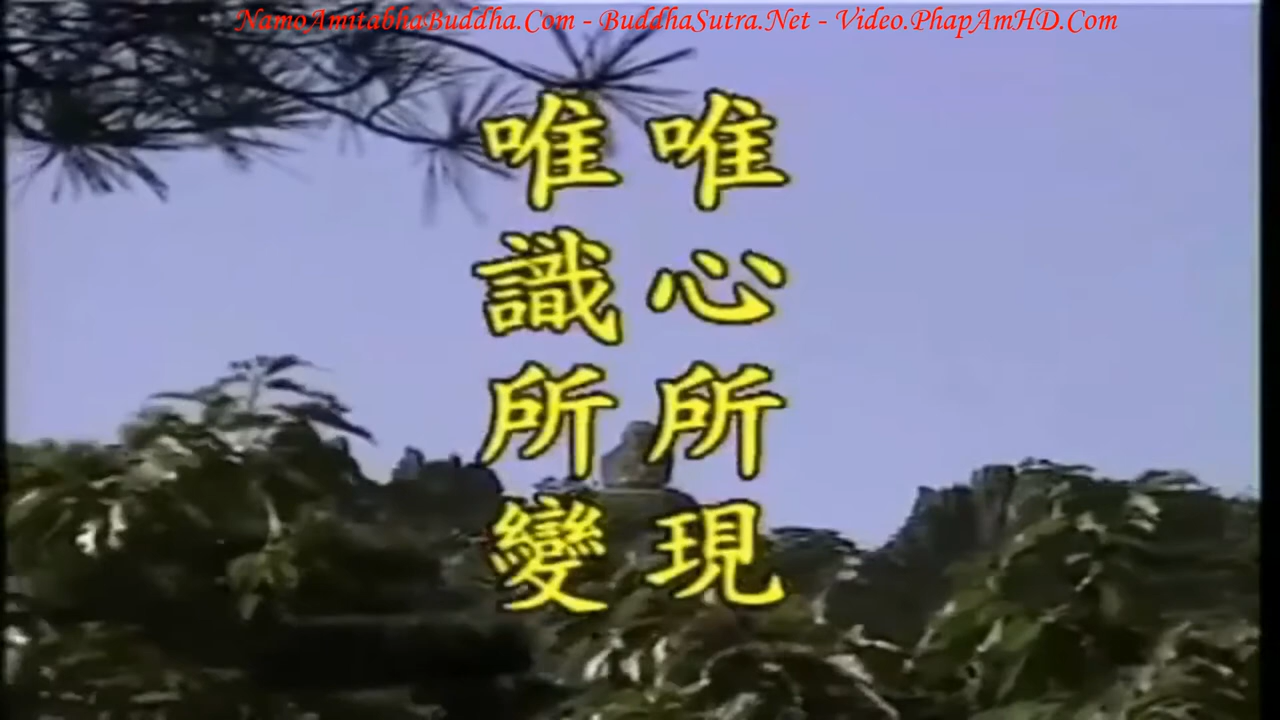 NamoAmitabhaBuddha.Com - BuddhaSutra.Net - Video.PhapAmHD.Com
唯心所現
唯識所變